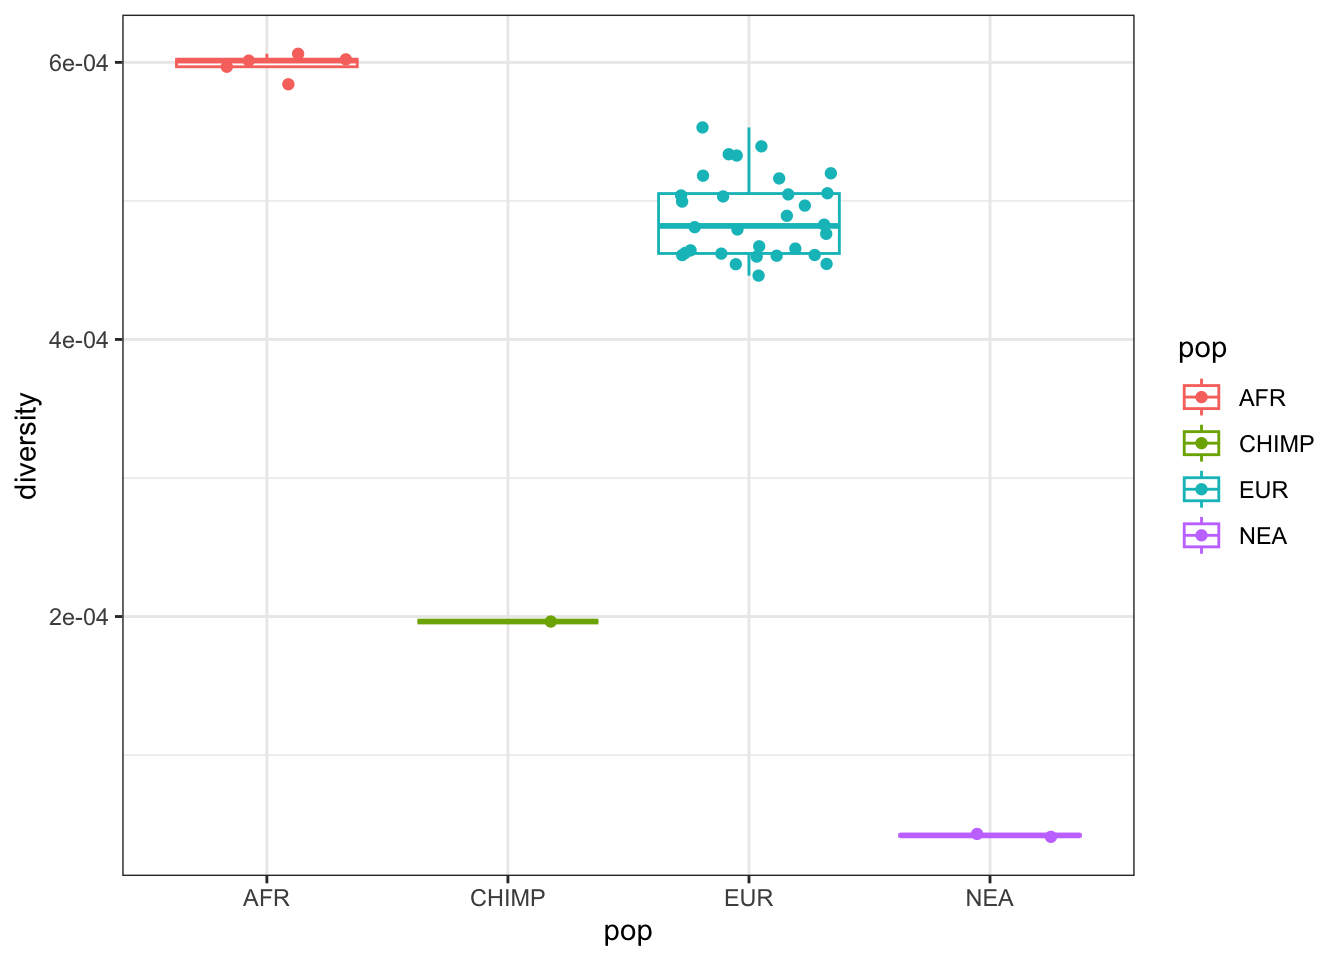 6e-04
4e-04
2e-04
diversity
AFR
CHIMP
EUR
NEA
pop
pop
AFR
CHIMP
EUR
NEA